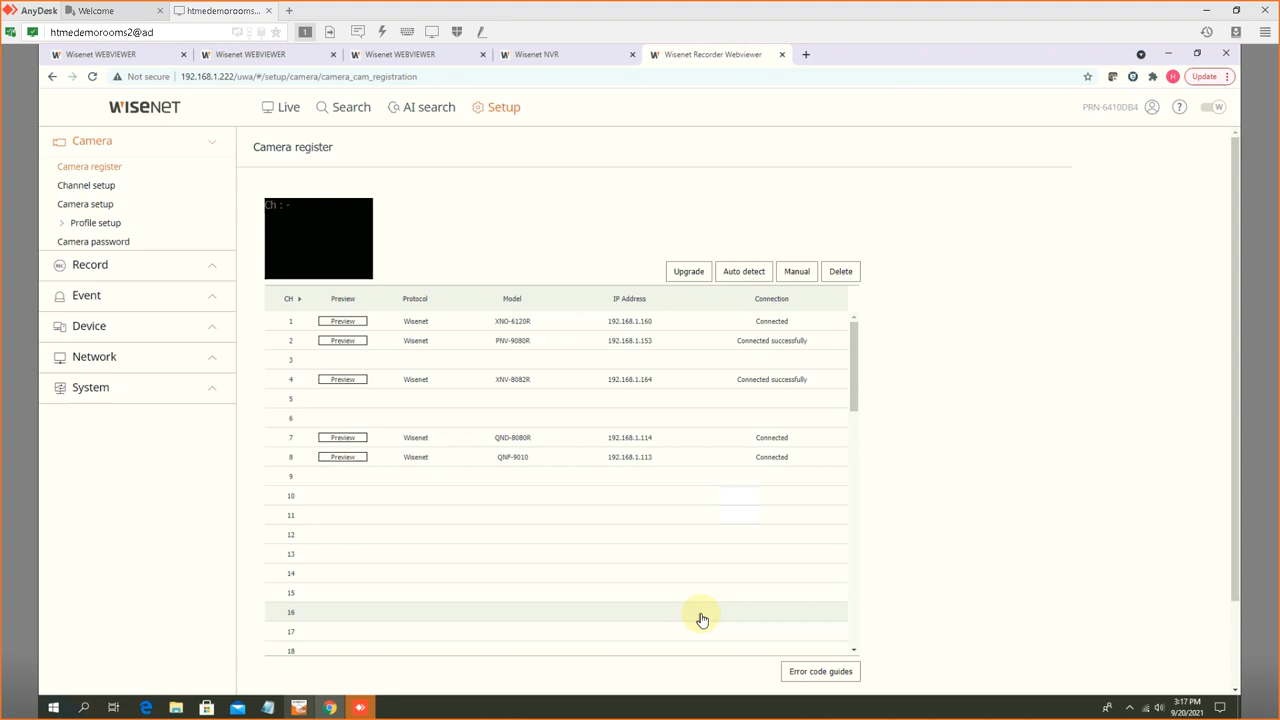 AnyDesk
Welcome
htmedemorooms...
htmedemorooms2@ad
1
Wisenet WEBVIEWER
Wisenet WEBVIEWER
Wisenet WEBVIEWER
Wisenet NVR
Wisenet Recorder Webviewer
Not secure
192.168.1.222/uwa/#/setup/camera/camera_cam_registration
H
Update
WISENET
Live
Search
AI search
Setup
PRN-6410DB4
W
Camera
Camera register
Channel setup
Camera setup
Profile setup
Camera password
Record
Event
Device
Network
System
Camera register
Ch : -
Upgrade
Auto detect
Manual
Delete
CH Preview Protocol Model IP Address Connection
1 Preview Wisenet XNO-6120R 192.168.1.160 Connected
2 Preview Wisenet PNV-9080R 192.168.1.153 Connected successfully
3
4 Preview Wisenet XNV-8082R 192.168.1.164 Connected successfully
5
6
7 Preview Wisenet QND-8080R 192.168.1.114 Connected
8 Preview Wisenet QNF-9010 192.168.1.113 Connected
9
10
11
12
13
14
15
16
17
18
Error code guides
3:17 PM
9/20/2021